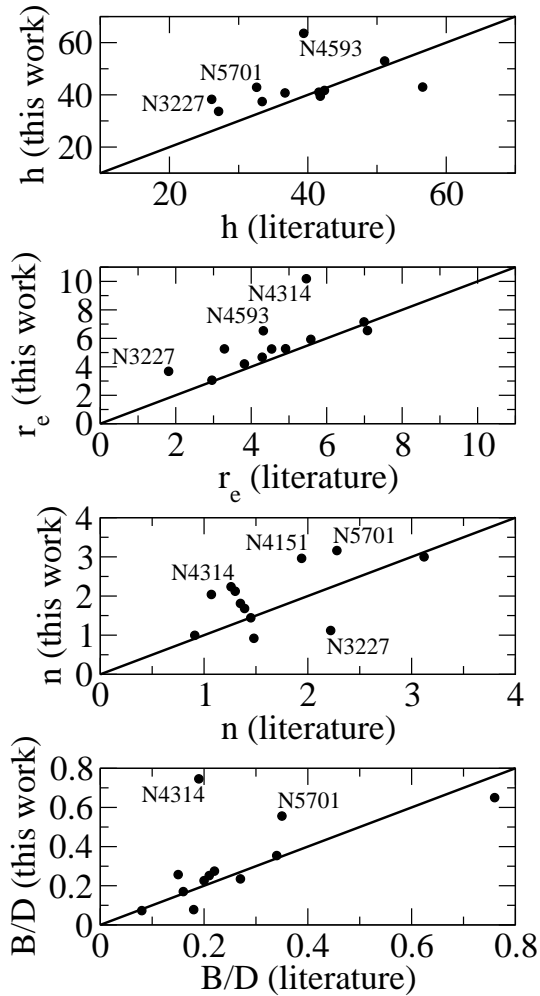 60
40
20
h (this work)
N4593
N5701
N3227
20 40 60
h (literature)
10
8
6
4
2
0
r_e (this work)
N4314
N4593
N3227
0 2 4 6 8 10
r_e (literature)
4
3
2
1
0
n (this work)
N4151 N5701
N4314
N3227
0 1 2 3 4
n (literature)
0.8
0.6
0.4
0.2
0
B/D (this work)
N4314 N5701
0 0.2 0.4 0.6 0.8
B/D (literature)